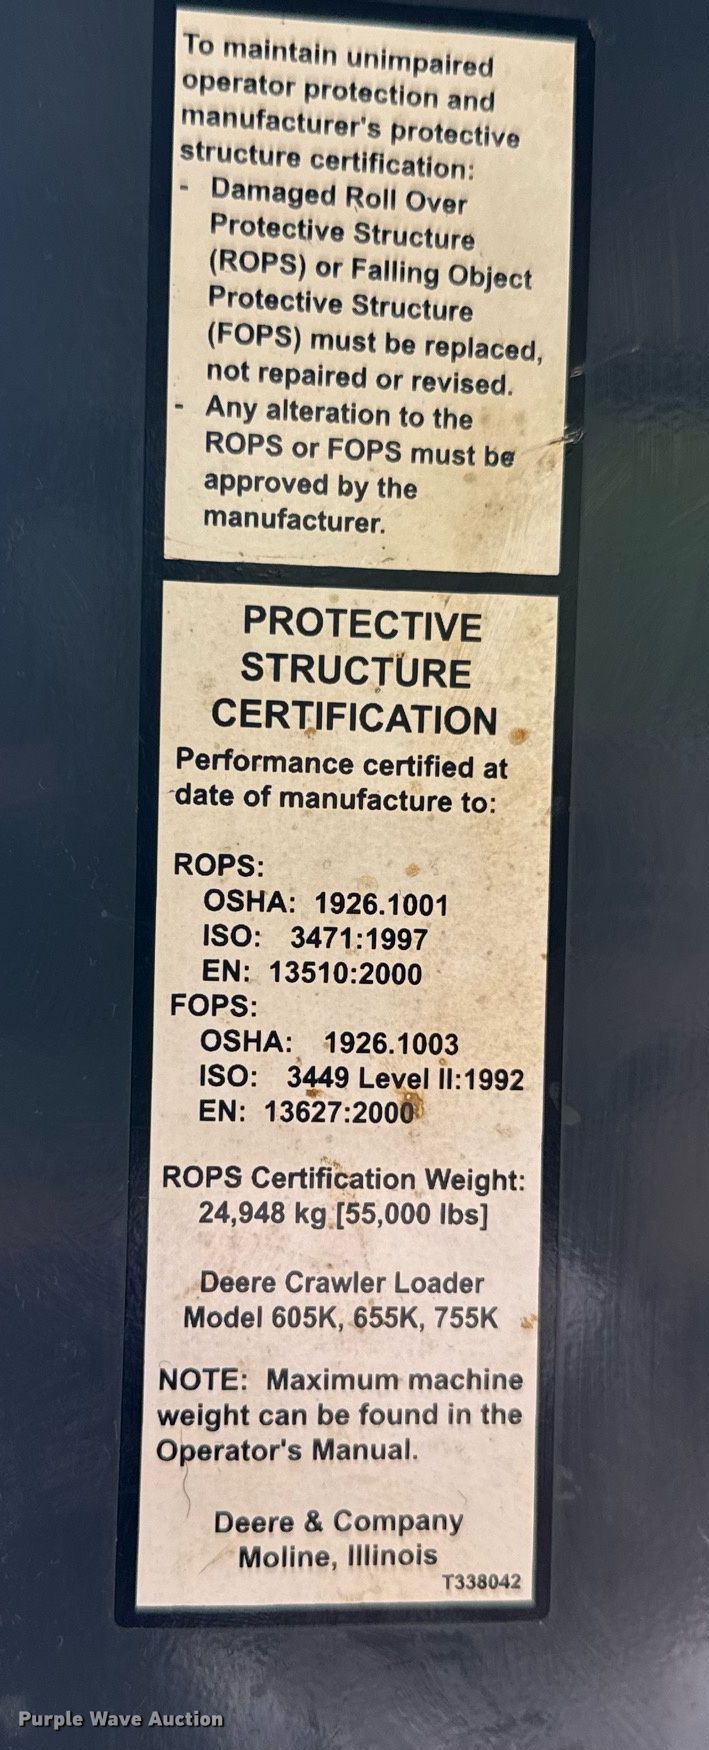 To maintain unimpaired
operator protection and
manufacturer's protective
structure certification:
- Damaged Roll Over
Protective Structure
(ROPS) or Falling Object
Protective Structure
(FOPS) must be replaced,
not repaired or revised.
- Any alteration to the
ROPS or FOPS must be
approved by the
manufacturer.
PROTECTIVE
STRUCTURE
CERTIFICATION
Performance certified at
date of manufacture to:
ROPS:
OSHA: 1926.1001
ISO: 3471:1997
EN: 13510:2000
FOPS:
OSHA: 1926.1003
ISO: 3449 Level II:1992
EN: 13627:2000
ROPS Certification Weight:
24,948 kg [55,000 lbs]
Deere Crawler Loader
Model 605K, 655K, 755K
NOTE: Maximum machine
weight can be found in the
Operator's Manual.
Deere & Company
Moline, Illinois
T338042
Purple Wave Auction